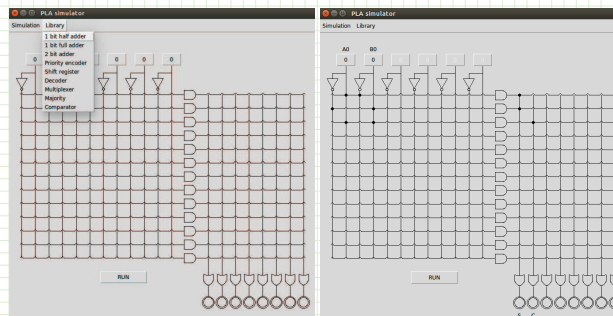 PLA simulator
Simulation Library
1 bit half adder
1 bit full adder
2 bit adder
Priority encoder
Shift register
Decoder
Multiplexer
Majority
Comparator
0 0 0 0
RUN
PLA simulator
Simulation Library
A0 B0
0 0
RUN
S C